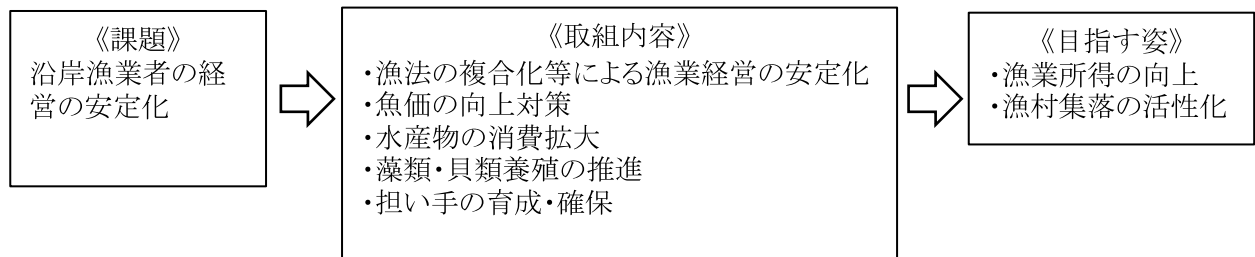 《課題》
沿岸漁業者の経
営の安定化
《取組内容》
・漁法の複合化等による漁業経営の安定化
・魚価の向上対策
・水産物の消費拡大
・藻類・貝類養殖の推進
・担い手の育成・確保
《目指す姿》
・漁業所得の向上
・漁村集落の活性化